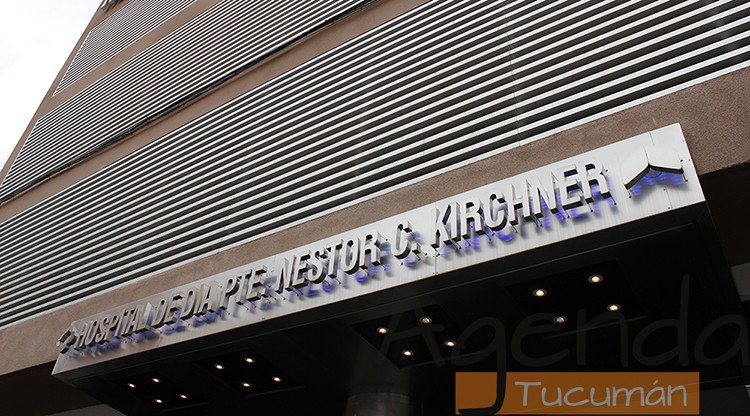 HOSPITAL DE DIA PTE. NESTOR C. KIRCHNER
Agenda
Tucumán